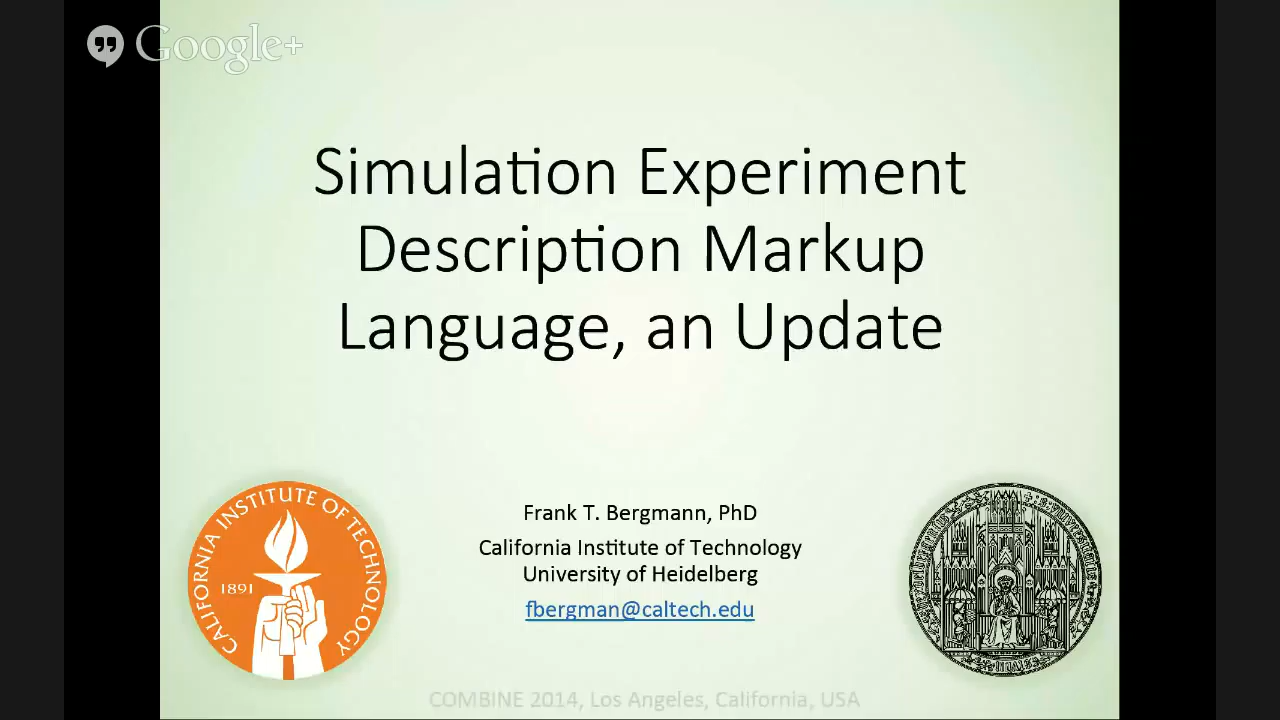 Google+
Simulation Experiment
Description Markup
Language, an Update
Frank T. Bergmann, PhD
California Institute of Technology
University of Heidelberg
fbergman@caltech.edu
CALIFORNIA INSTITUTE OF TECHNOLOGY
1891
COMBINE 2014, Los Angeles, California, USA